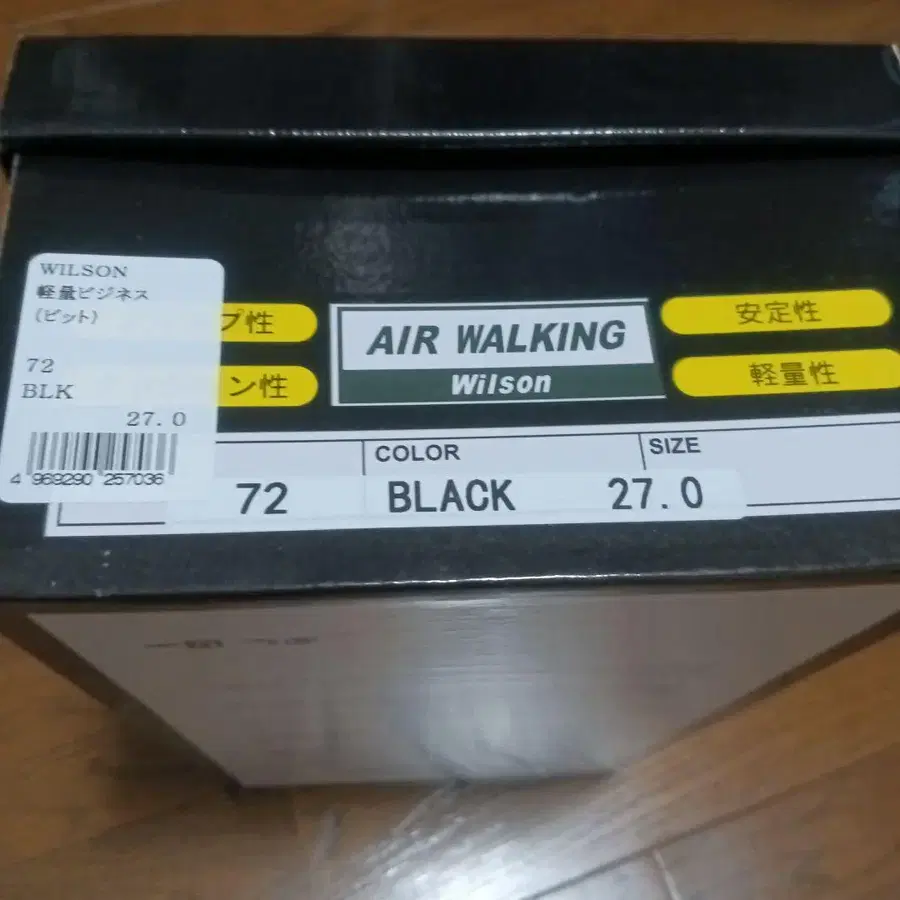 WILSON
軽量ビジネス
(ビット)
72
BLK
27.0
4 969290 257036
プ性
ン性
AIR WALKING
Wilson
安定性
軽量性
COLOR
SIZE
72
BLACK
27.0